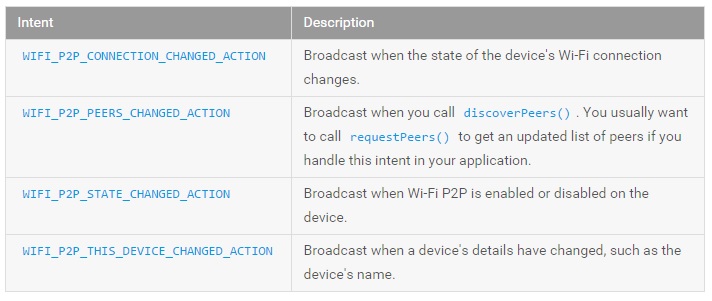 Intent Description
WIFI_P2P_CONNECTION_CHANGED_ACTION Broadcast when the state of the device's Wi-Fi connection
changes.
WIFI_P2P_PEERS_CHANGED_ACTION Broadcast when you call discoverPeers() . You usually want
to call requestPeers() to get an updated list of peers if you
handle this intent in your application.
WIFI_P2P_STATE_CHANGED_ACTION Broadcast when Wi-Fi P2P is enabled or disabled on the
device.
WIFI_P2P_THIS_DEVICE_CHANGED_ACTION Broadcast when a device's details have changed, such as the
device's name.